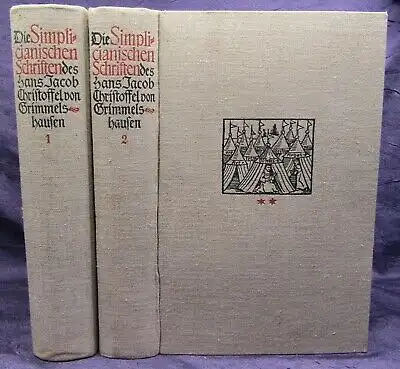 Die Simpli-
cianischen
Schriften des
Hans Jacob
Christoffel von
Grimmels-
hausen
1
Die Simpli-
cianischen
Schriften des
Hans Jacob
Christoffel von
Grimmels-
hausen
2
**